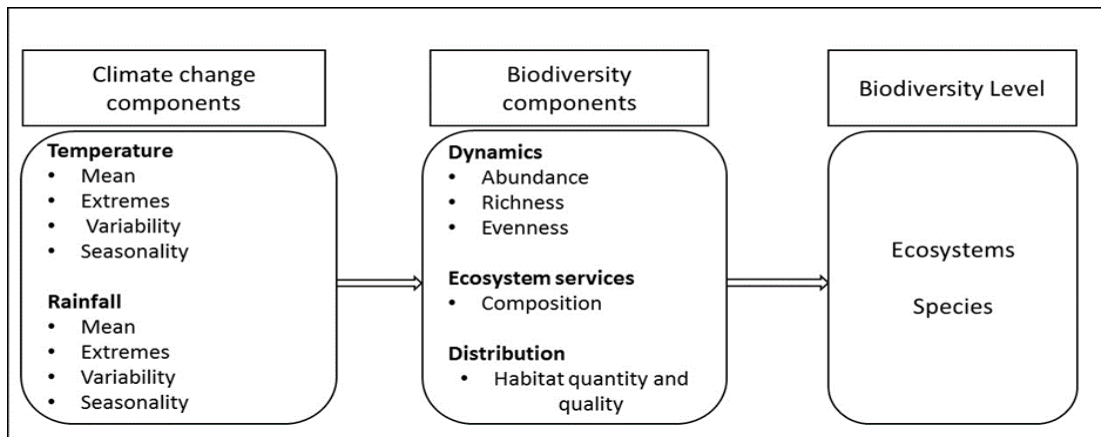 Climate change
components
Temperature
• Mean
• Extremes
• Variability
• Seasonality
Rainfall
• Mean
• Extremes
• Variability
• Seasonality
Biodiversity
components
Dynamics
• Abundance
• Richness
• Evenness
Ecosystem services
• Composition
Distribution
• Habitat quantity and
quality
Biodiversity Level
Ecosystems
Species